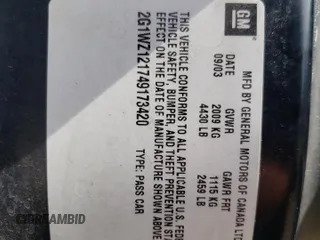 GM
MFD BY GENERAL MOTORS OF CANADA LTD
DATE GVWR GAWR FRT
09/03 2009 KG 1115 KG
4430 LB 2459 LB
THIS VEHICLE CONFORMS TO ALL APPLICABLE U.S. FEDE
VEHICLE SAFETY, BUMPER, AND THEFT PREVENTION ST
EFFECT ON THE DATE OF MANUFACTURE SHOWN ABOVE
2G1WZ121749173420 TYPE: PASS CAR